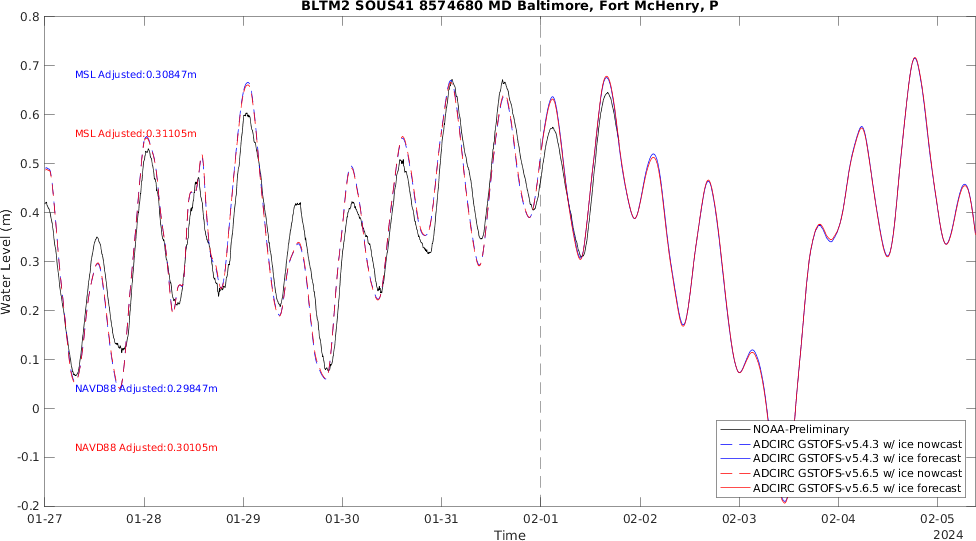 BLTM2 SOUS41 8574680 MD Baltimore, Fort McHenry, P
0.8
0.7
0.6
0.5
0.4
0.3
0.2
0.1
0
-0.1
-0.2
Water Level (m)
MSL Adjusted:0.30847m
MSL Adjusted:0.31105m
NAVD88 Adjusted:0.29847m
NAVD88 Adjusted:0.30105m
NOAA-Preliminary
ADCIRC GSTOFS-v5.4.3 w/ ice nowcast
ADCIRC GSTOFS-v5.4.3 w/ ice forecast
ADCIRC GSTOFS-v5.6.5 w/ ice nowcast
ADCIRC GSTOFS-v5.6.5 w/ ice forecast
01-27 01-28 01-29 01-30 01-31 02-01 02-02 02-03 02-04 02-05
Time
2024